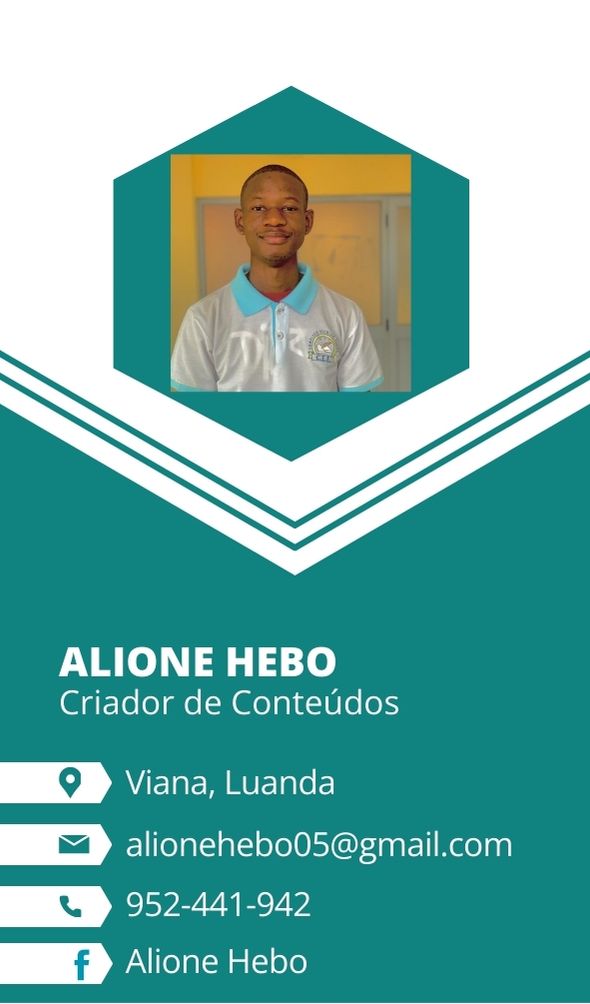 ALIONE HEBO
Criador de Conteúdos
Viana, Luanda
alionehebo05@gmail.com
952-441-942
Alione Hebo